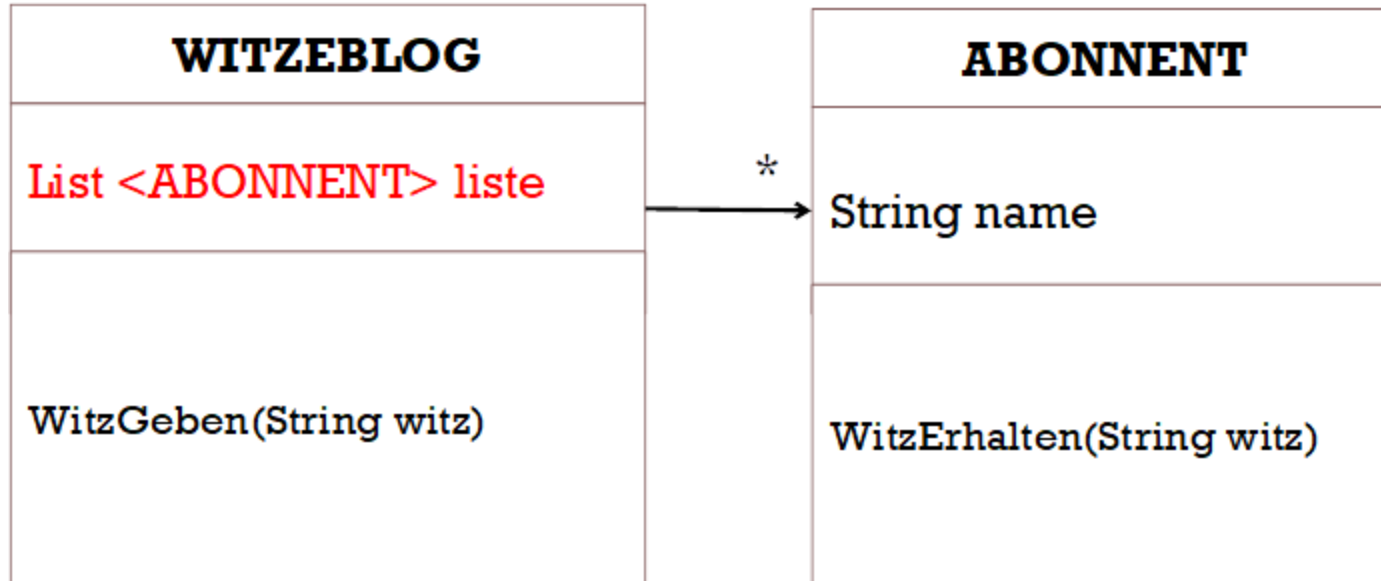 WITZEBLOG
List <ABONNENT> liste
WitzGeben(String witz)
*
ABONNENT
String name
WitzErhalten(String witz)